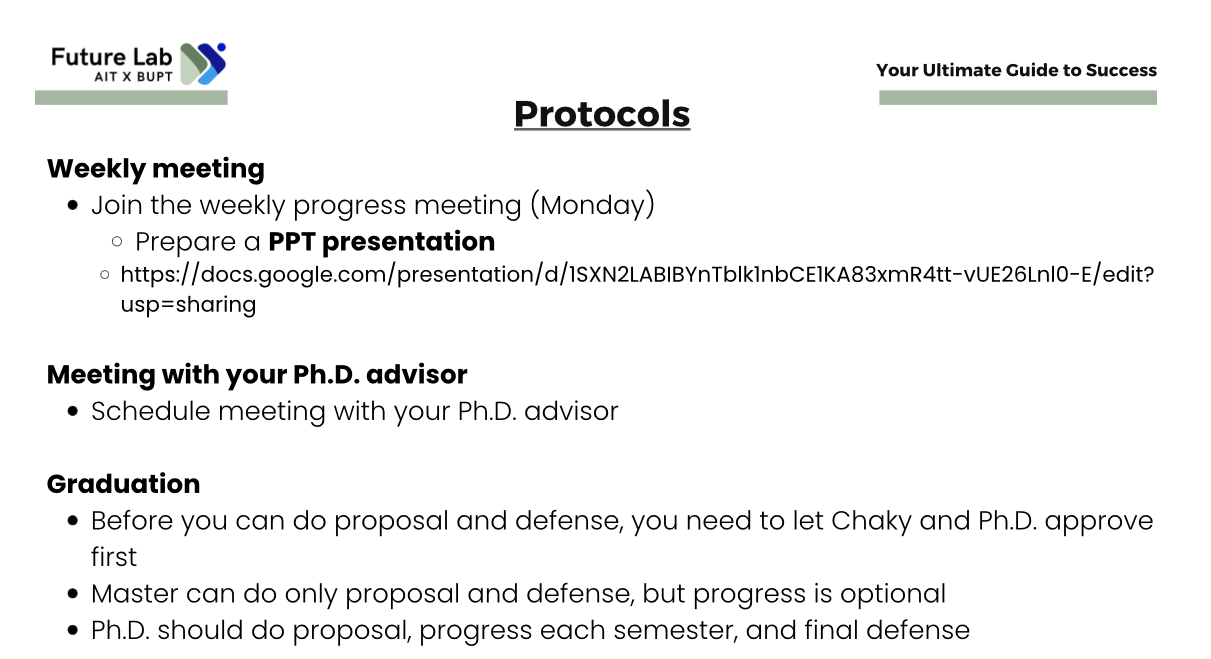 Future Lab
AIT X BUPT
Your Ultimate Guide to Success
Protocols
Weekly meeting
• Join the weekly progress meeting (Monday)
○ Prepare a PPT presentation
○ https://docs.google.com/presentation/d/1SXN2LABIBYnTblk1nbCE1KA83xmR4tt-vUE26Lnl0-E/edit?
usp=sharing
Meeting with your Ph.D. advisor
• Schedule meeting with your Ph.D. advisor
Graduation
• Before you can do proposal and defense, you need to let Chaky and Ph.D. approve
first
• Master can do only proposal and defense, but progress is optional
• Ph.D. should do proposal, progress each semester, and final defense